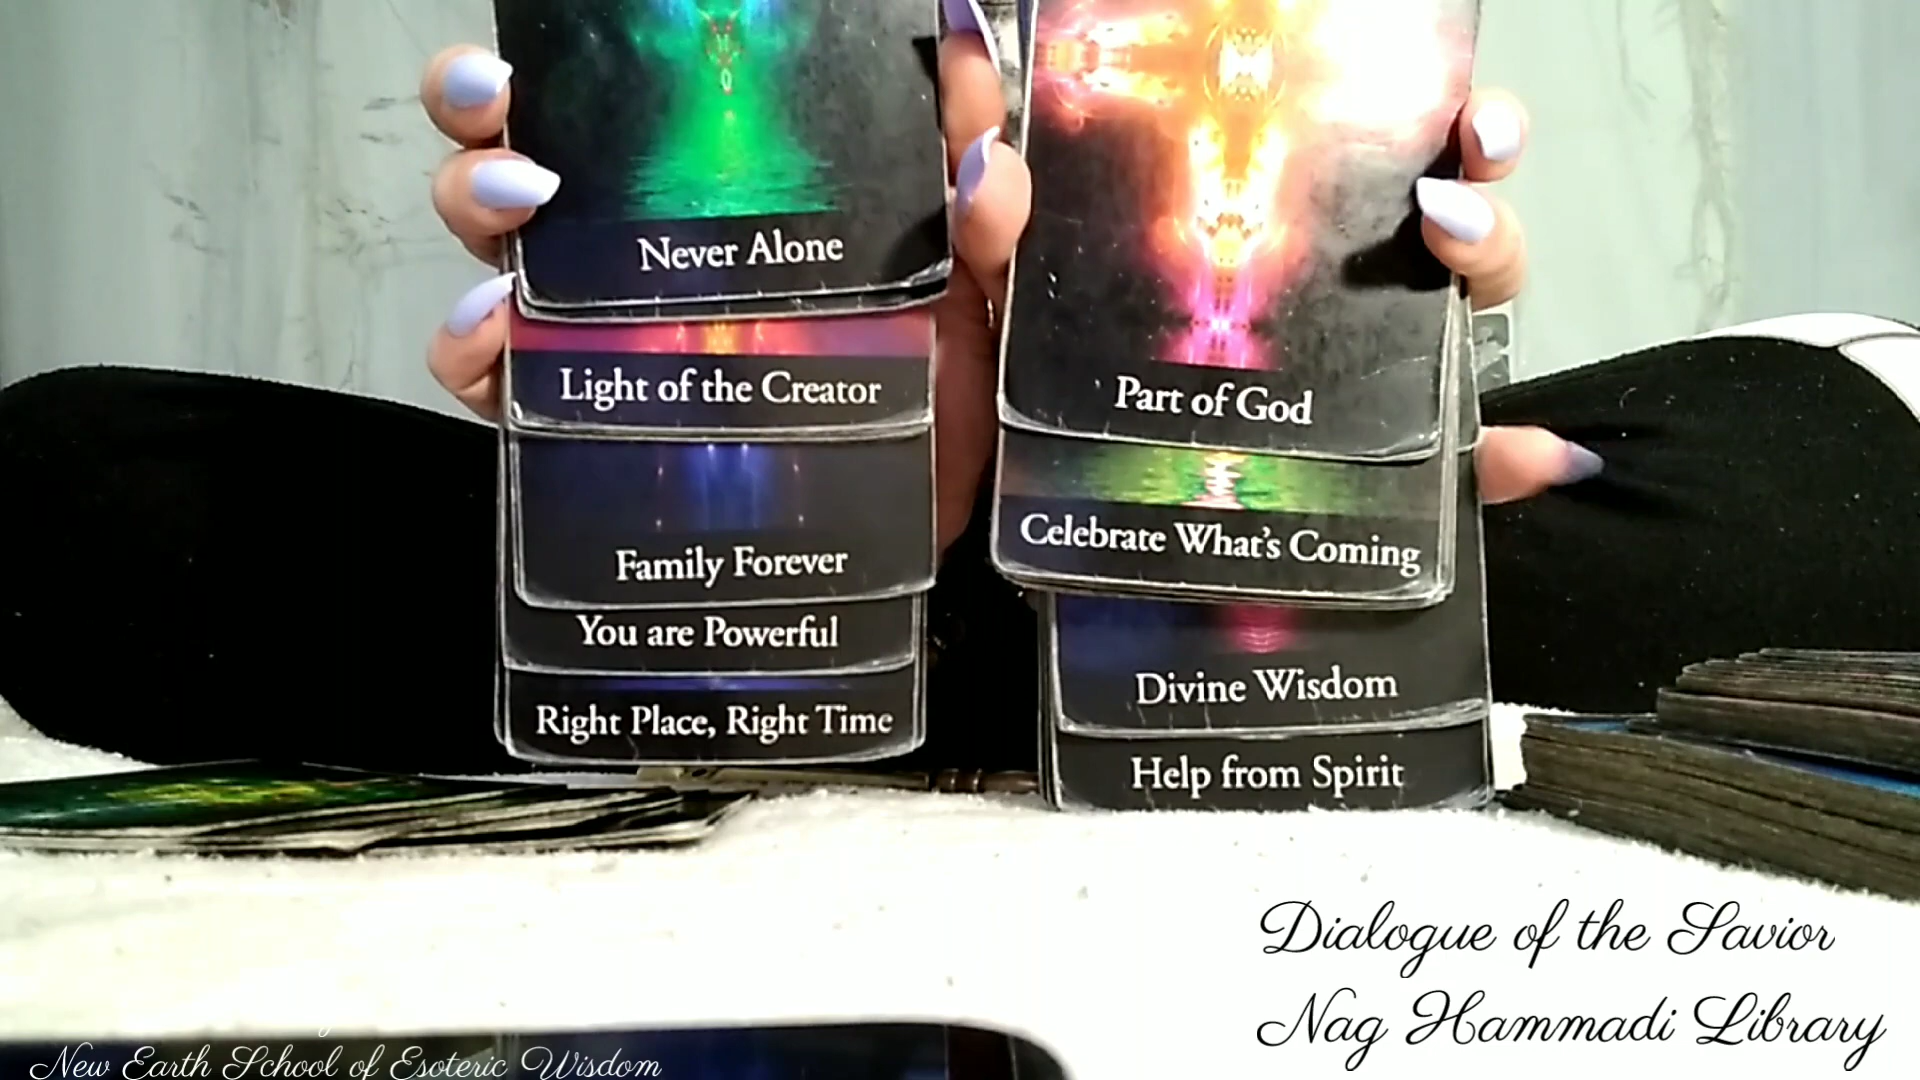 Never Alone
Light of the Creator
Family Forever
You are Powerful
Right Place, Right Time
Part of God
Celebrate What's Coming
Divine Wisdom
Help from Spirit
Dialogue of the Savior
Nag Hammadi Library
New Earth School of Esoteric Wisdom